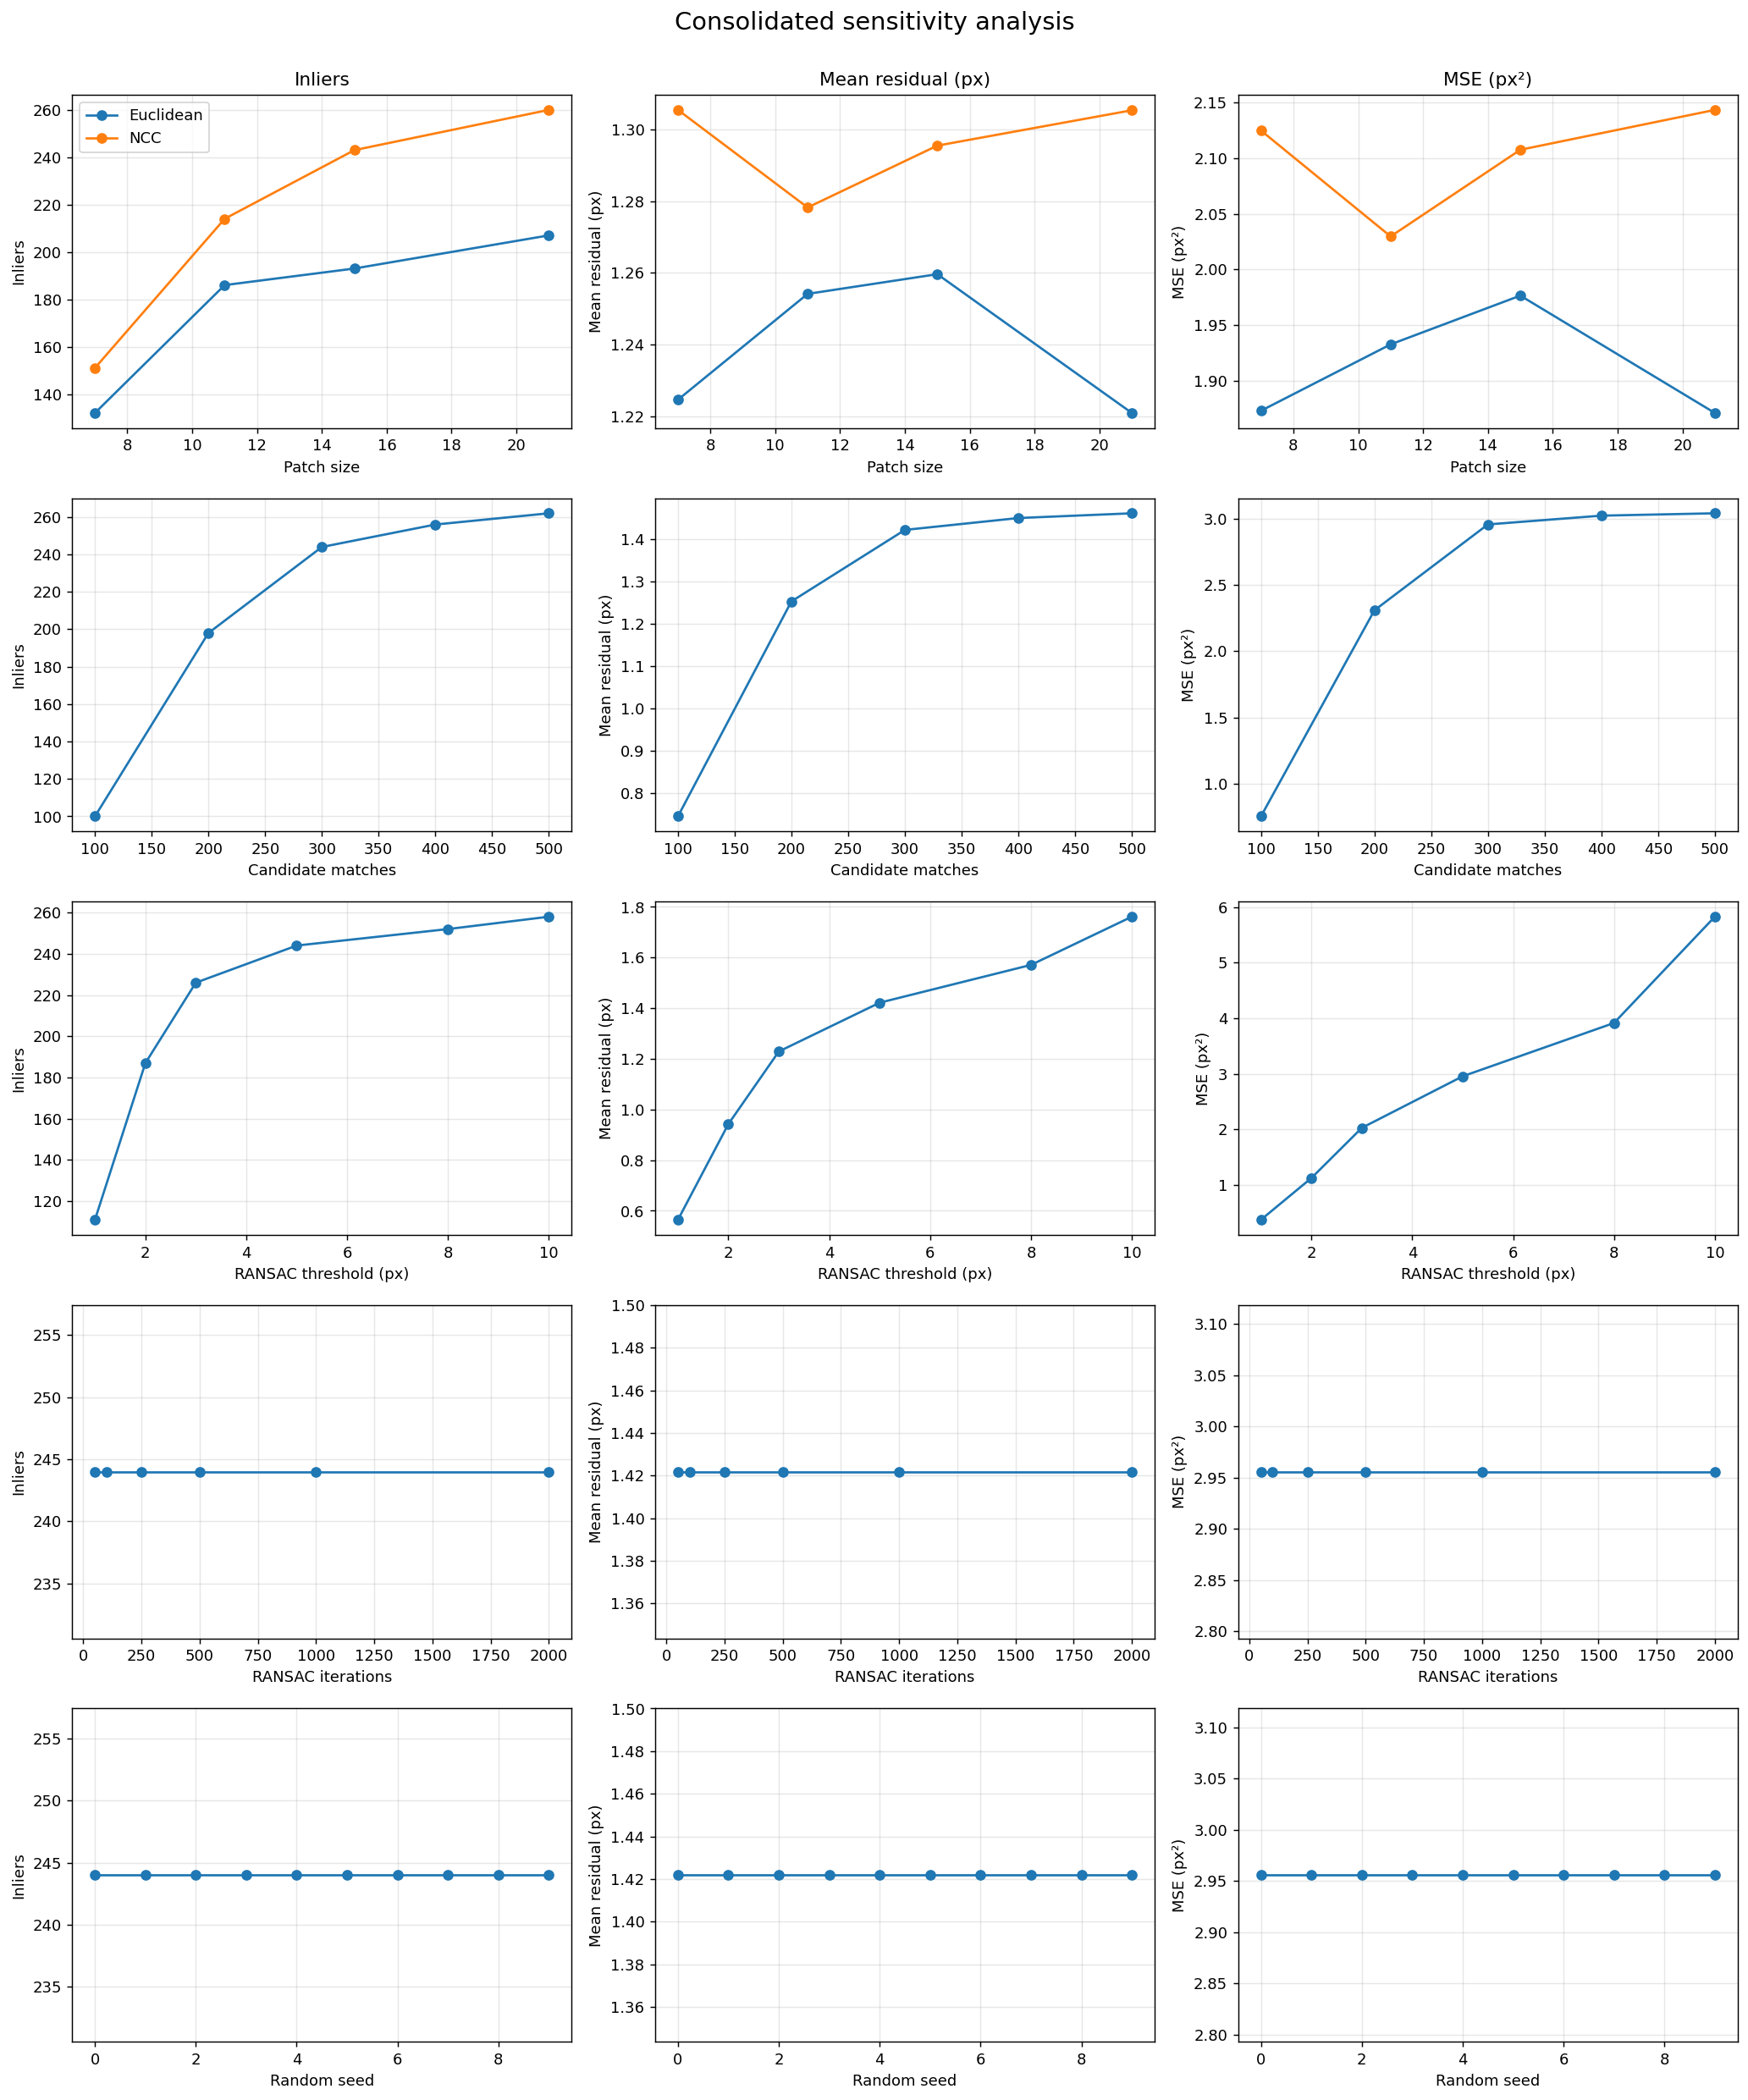 Consolidated sensitivity analysis
Inliers
Mean residual (px)
MSE (px²)
Euclidean
NCC
Inliers
260
240
220
200
180
160
140
8 10 12 14 16 18 20
Patch size
Mean residual (px)
1.30
1.28
1.26
1.24
1.22
8 10 12 14 16 18 20
Patch size
MSE (px²)
2.15
2.10
2.05
2.00
1.95
1.90
8 10 12 14 16 18 20
Patch size
Inliers
260
240
220
200
180
160
140
120
100
100 150 200 250 300 350 400 450 500
Candidate matches
Mean residual (px)
1.4
1.3
1.2
1.1
1.0
0.9
0.8
100 150 200 250 300 350 400 450 500
Candidate matches
MSE (px²)
3.0
2.5
2.0
1.5
1.0
100 150 200 250 300 350 400 450 500
Candidate matches
Inliers
260
240
220
200
180
160
140
120
2 4 6 8 10
RANSAC threshold (px)
Mean residual (px)
1.8
1.6
1.4
1.2
1.0
0.8
0.6
2 4 6 8 10
RANSAC threshold (px)
MSE (px²)
6
5
4
3
2
1
2 4 6 8 10
RANSAC threshold (px)
Inliers
255
250
245
240
235
0 250 500 750 1000 1250 1500 1750 2000
RANSAC iterations
Mean residual (px)
1.50
1.48
1.46
1.44
1.42
1.40
1.38
1.36
0 250 500 750 1000 1250 1500 1750 2000
RANSAC iterations
MSE (px²)
3.10
3.05
3.00
2.95
2.90
2.85
2.80
0 250 500 750 1000 1250 1500 1750 2000
RANSAC iterations
Inliers
255
250
245
240
235
0 2 4 6 8
Random seed
Mean residual (px)
1.50
1.48
1.46
1.44
1.42
1.40
1.38
1.36
0 2 4 6 8
Random seed
MSE (px²)
3.10
3.05
3.00
2.95
2.90
2.85
2.80
0 2 4 6 8
Random seed